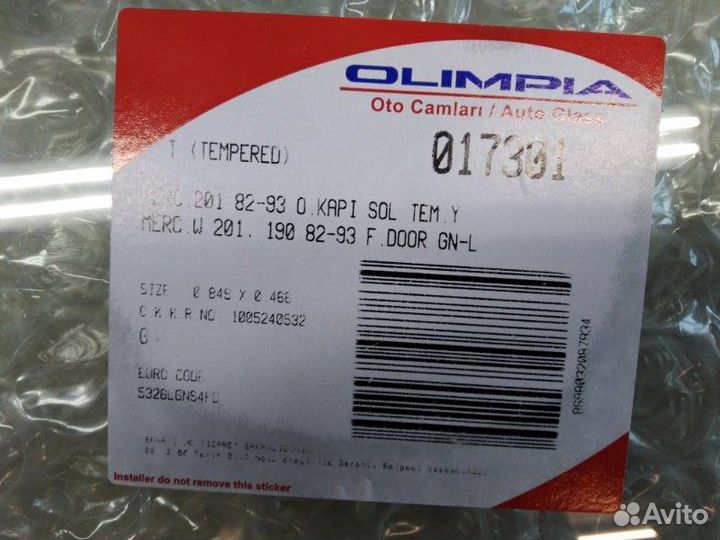 OLIMPIA
Oto Camları / Auto Glass
T (TEMPERED)
017301
MERC.201 82-93 O.KAPI SOL TEM.Y
MERC.W 201. 190 82-93 F.DOOR GN-L
SIZE 0.845 X 0.466
C.K.K.R.NO 1005240532
G
EURO CODE
5326LGNS4FD
Installer do not remove this sticker
Avito